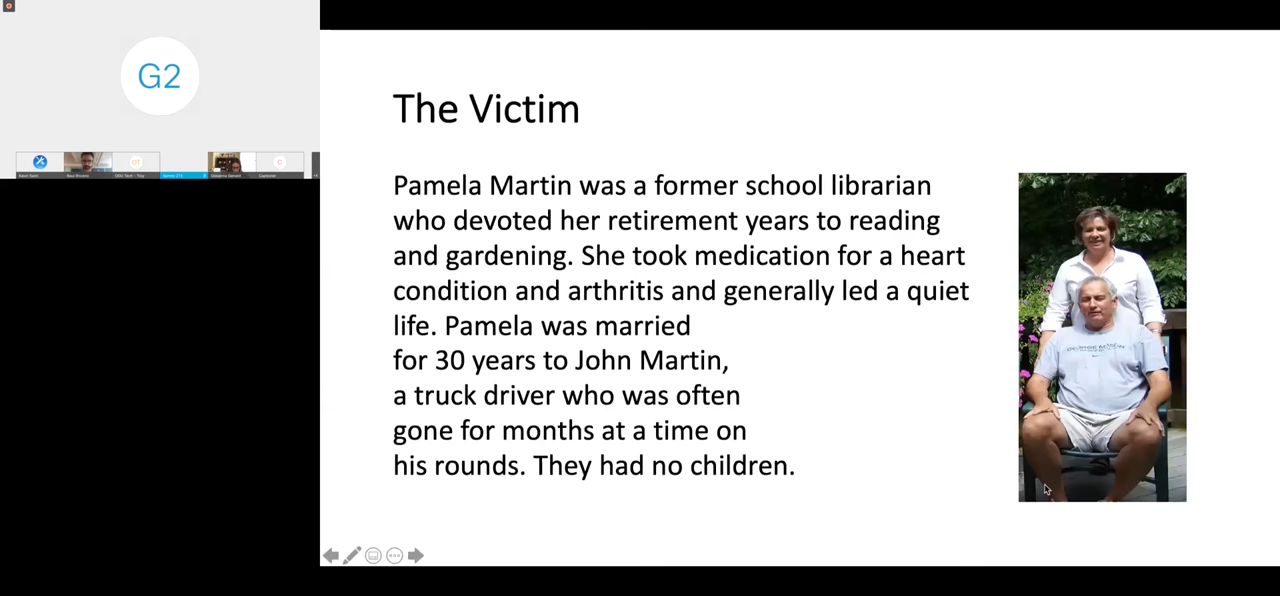 G2
The Victim
Pamela Martin was a former school librarian
who devoted her retirement years to reading
and gardening. She took medication for a heart
condition and arthritis and generally led a quiet
life. Pamela was married
for 30 years to John Martin,
a truck driver who was often
gone for months at a time on
his rounds. They had no children.